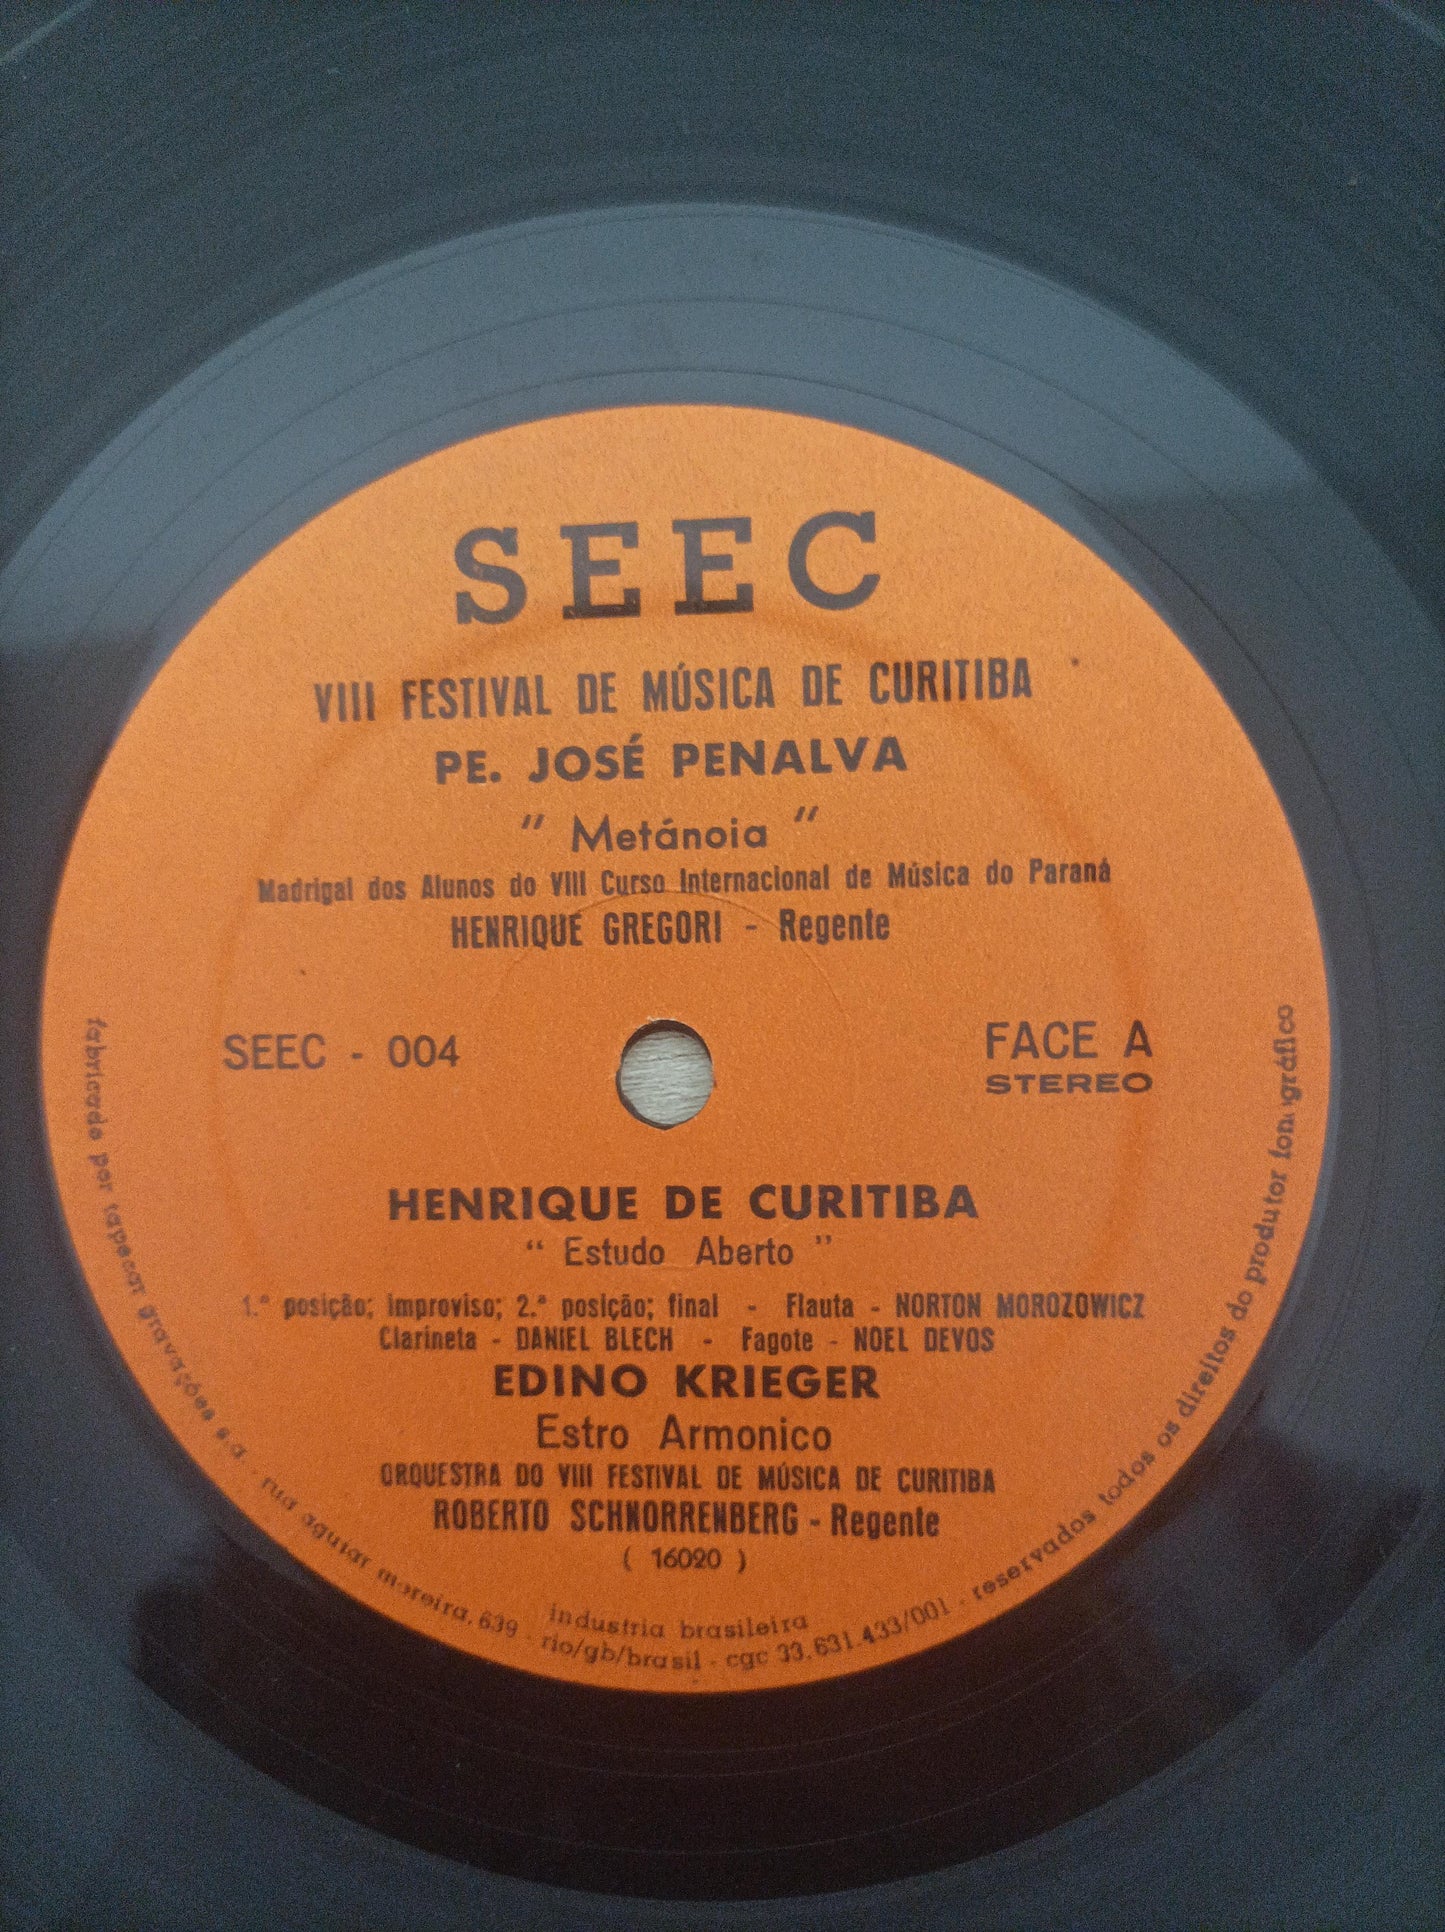 SEEC
VIII FESTIVAL DE MÚSICA DE CURITIBA
PE. JOSÉ PENALVA
" Metánoia "
Madrigal dos Alunos do VIII Curso Internacional de Música do Paraná
HENRIQUE GREGORI - Regente
SEEC - 004
FACE A
STEREO
HENRIQUE DE CURITIBA
" Estudo Aberto "
1.ª posição; improviso; 2.ª posição; final - Flauta - NORTON MOROZOWICZ
Clarineta - DANIEL BLECH - Fagote - NOEL DEVOS
EDINO KRIEGER
Estro Armonico
ORQUESTRA DO VIII FESTIVAL DE MÚSICA DE CURITIBA
ROBERTO SCHNORRENBERG - Regente
( 16020 )
industria brasileira
fabricado por tapecar gravações s.a. - rua aguiar moreira, 639 - rio/gb/brasil - cgc 33.631.433/001 - reservados todos os direitos do produtor fonográfico